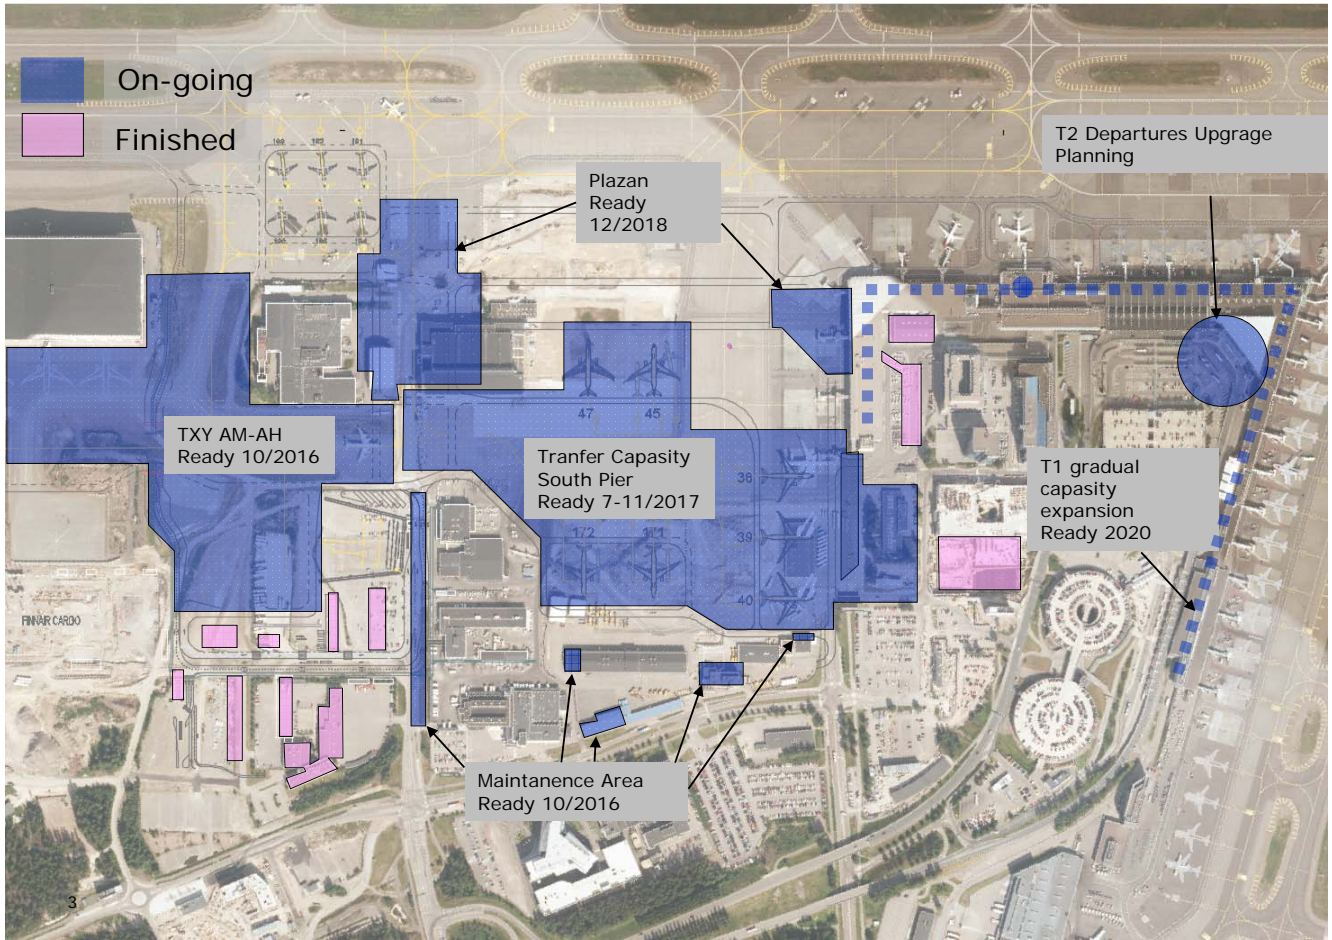 On-going
Finished
T2 Departures Upgrage
Planning
Plazan
Ready
12/2018
TXY AM-AH
Ready 10/2016
47
45
Tranfer Capasity
South Pier
Ready 7-11/2017
38
39
40
T1 gradual
capasity
expansion
Ready 2020
FINNAIR CARGO
Maintanence Area
Ready 10/2016
3